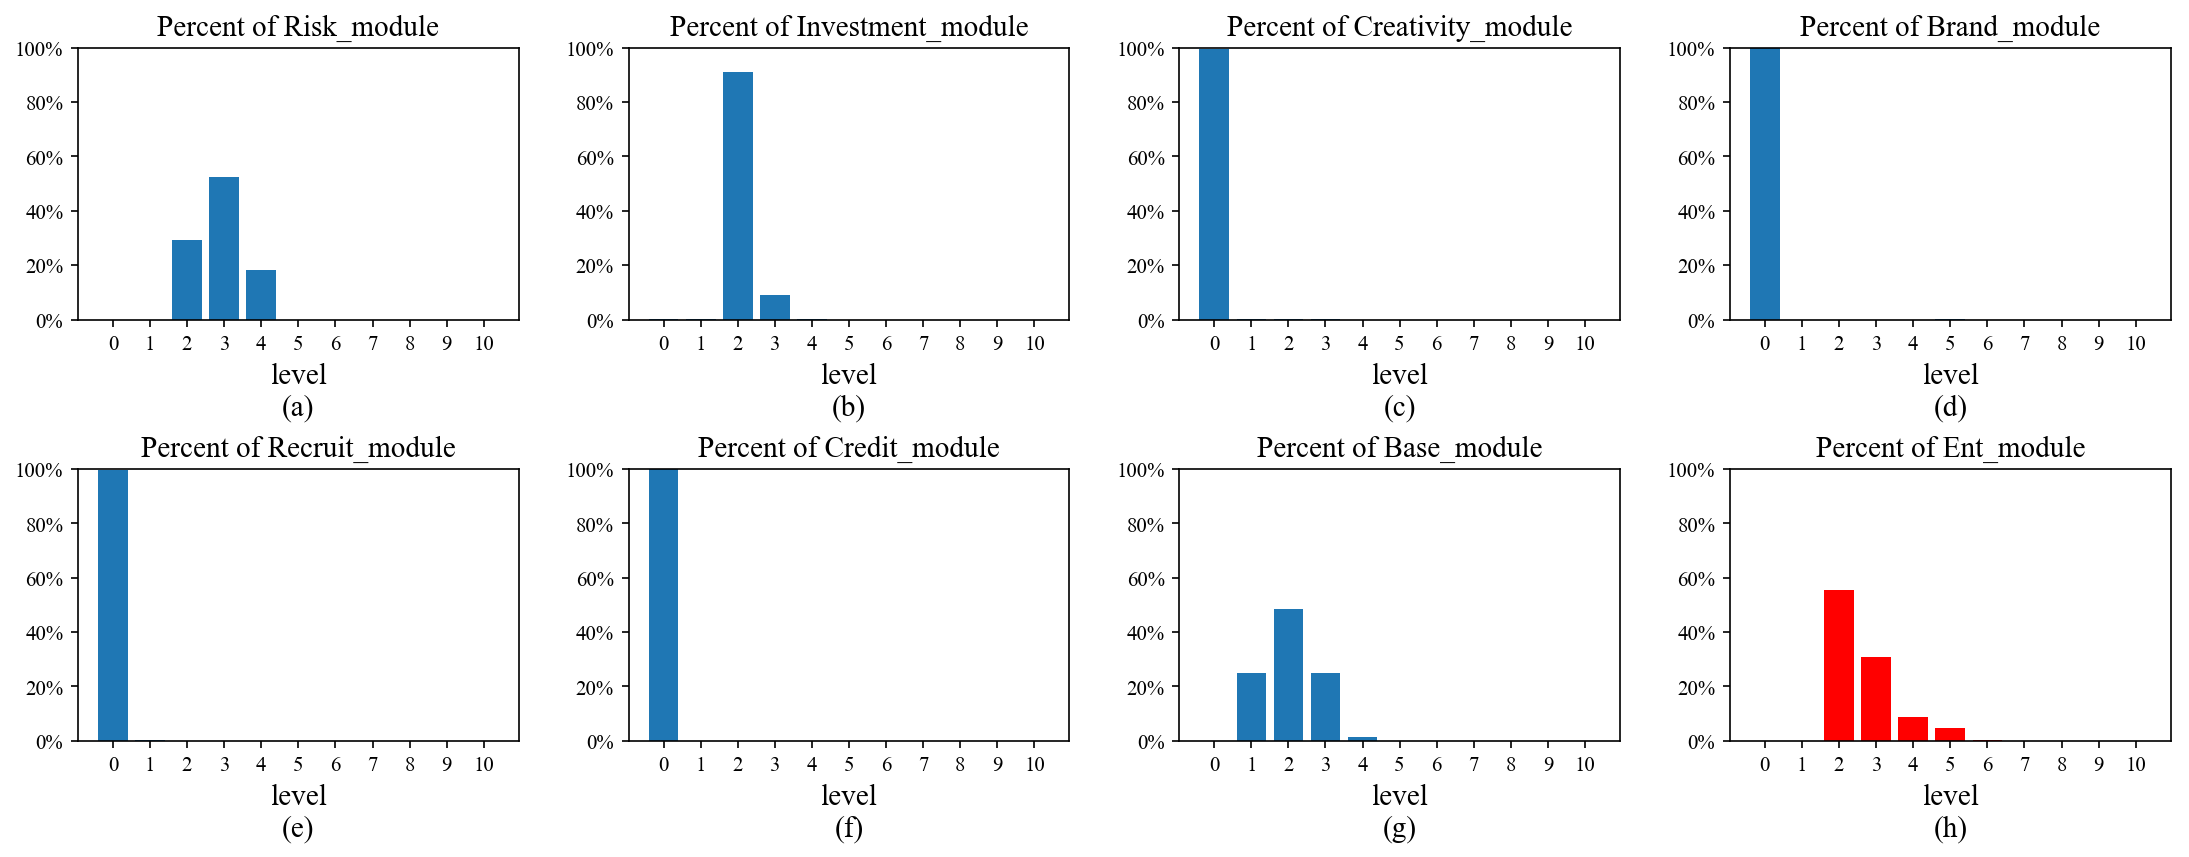 Percent of Risk_module
100%
80%
60%
40%
20%
0%
0 1 2 3 4 5 6 7 8 9 10
level
(a)
Percent of Investment_module
100%
80%
60%
40%
20%
0%
0 1 2 3 4 5 6 7 8 9 10
level
(b)
Percent of Creativity_module
100%
80%
60%
40%
20%
0%
0 1 2 3 4 5 6 7 8 9 10
level
(c)
Percent of Brand_module
100%
80%
60%
40%
20%
0%
0 1 2 3 4 5 6 7 8 9 10
level
(d)
Percent of Recruit_module
100%
80%
60%
40%
20%
0%
0 1 2 3 4 5 6 7 8 9 10
level
(e)
Percent of Credit_module
100%
80%
60%
40%
20%
0%
0 1 2 3 4 5 6 7 8 9 10
level
(f)
Percent of Base_module
100%
80%
60%
40%
20%
0%
0 1 2 3 4 5 6 7 8 9 10
level
(g)
Percent of Ent_module
100%
80%
60%
40%
20%
0%
0 1 2 3 4 5 6 7 8 9 10
level
(h)